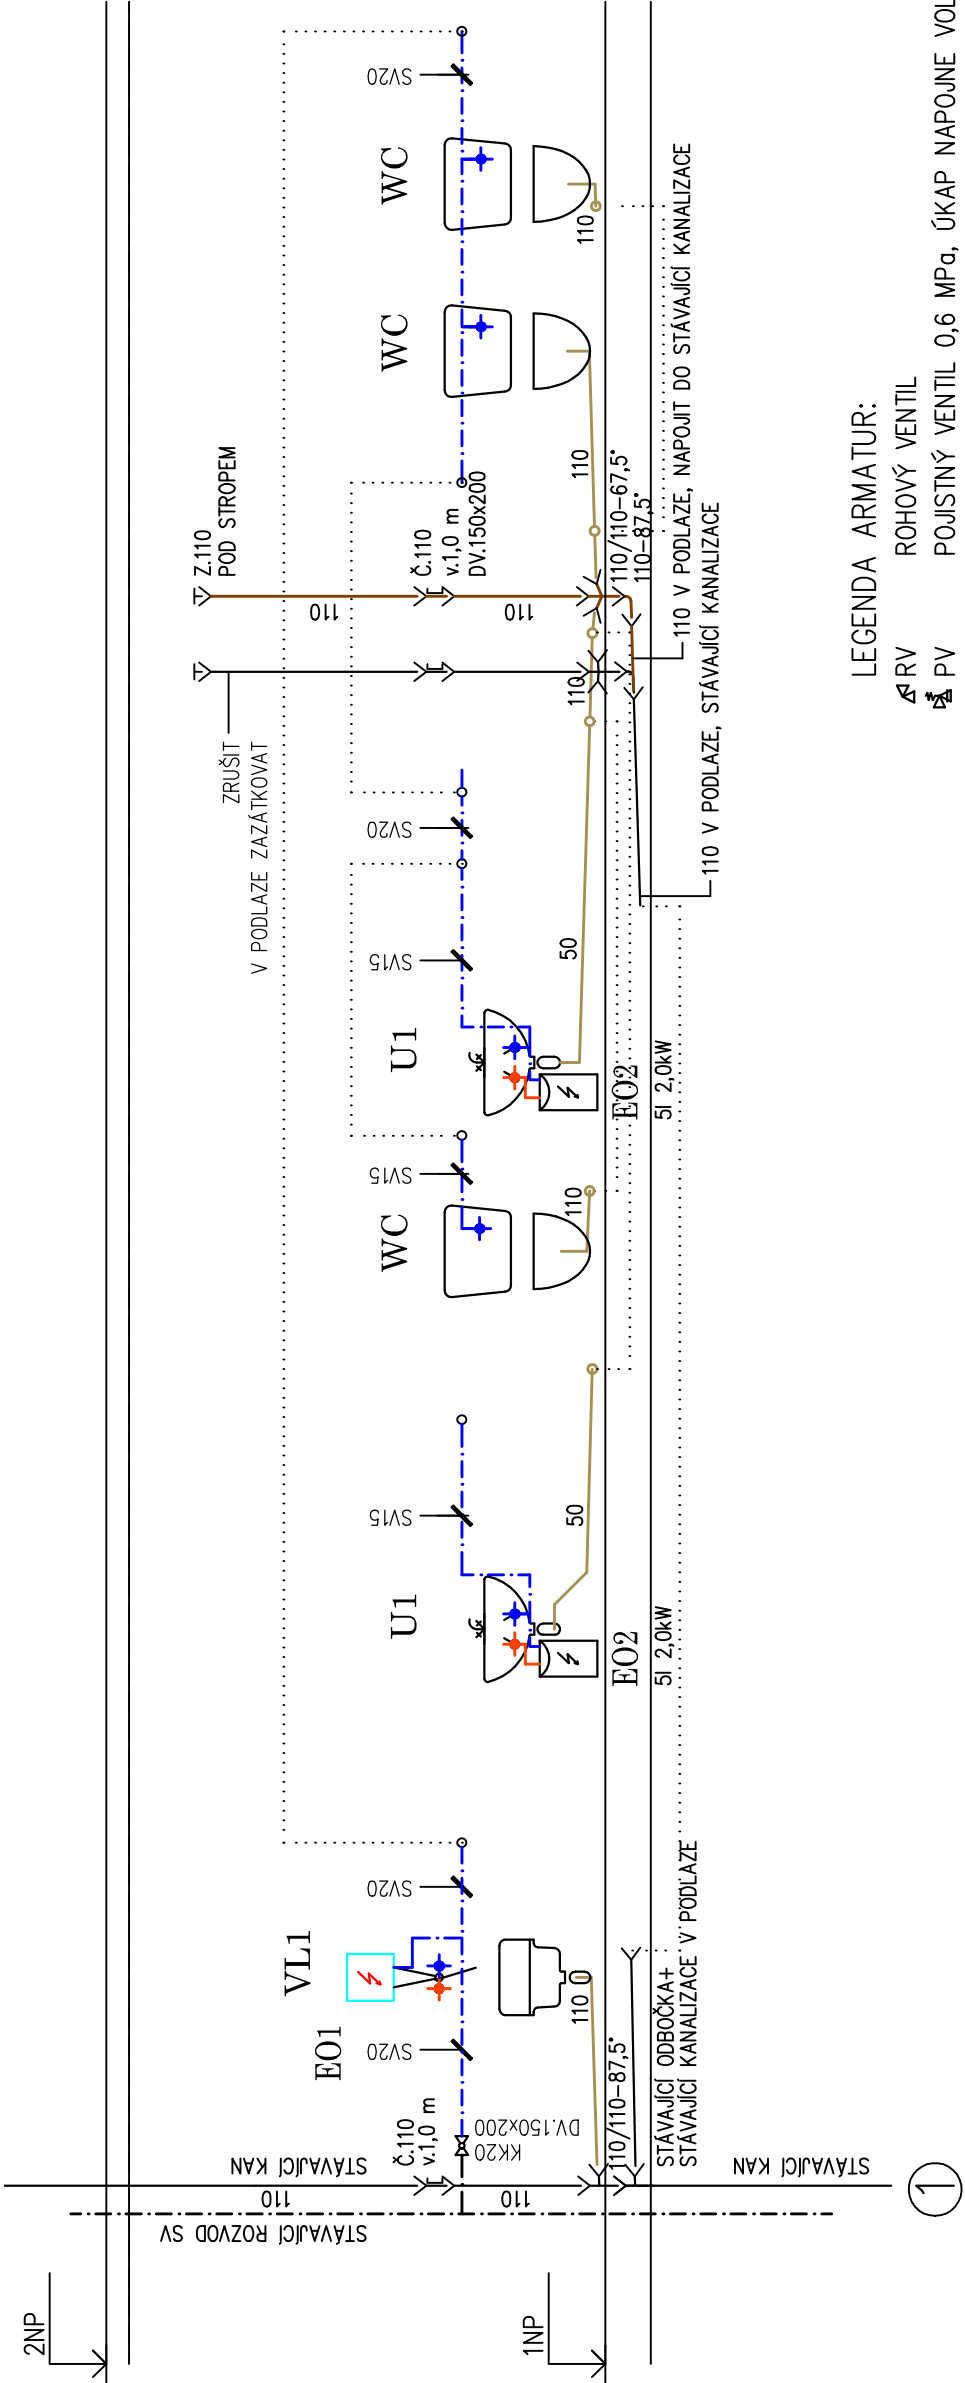 2NP
1NP
STÁVAJÍCÍ ROZVOD SV
STÁVAJÍCÍ KAN
110
110
STÁVAJÍCÍ KAN
1
Č.110
v.1,0 m
KK20
DV.150x200
110/110-87,5°
STÁVAJÍCÍ ODBOČKA+
STÁVAJÍCÍ KANALIZACE V PODLAZE
SV20
EO1
VL1
SV20
110
U1
SV15
EO2
5l 2,0kW
50
WC
SV15
110
U1
SV15
EO2
5l 2,0kW
50
SV20
ZRUŠIT
V PODLAZE ZAZÁTKOVAT
110
Z.110
POD STROPEM
110
110
Č.110
v.1,0 m
DV.150x200
110/110-67,5°
110-87,5°
110 V PODLAZE, NAPOJIT DO STÁVAJÍCÍ KANALIZACE
110 V PODLAZE, STÁVAJÍCÍ KANALIZACE
WC
110
WC
110
SV20
LEGENDA ARMATUR:
RV ROHOVÝ VENTIL
PV POJISTNÝ VENTIL 0,6 MPa, ÚKAP NAPOJNE VOL